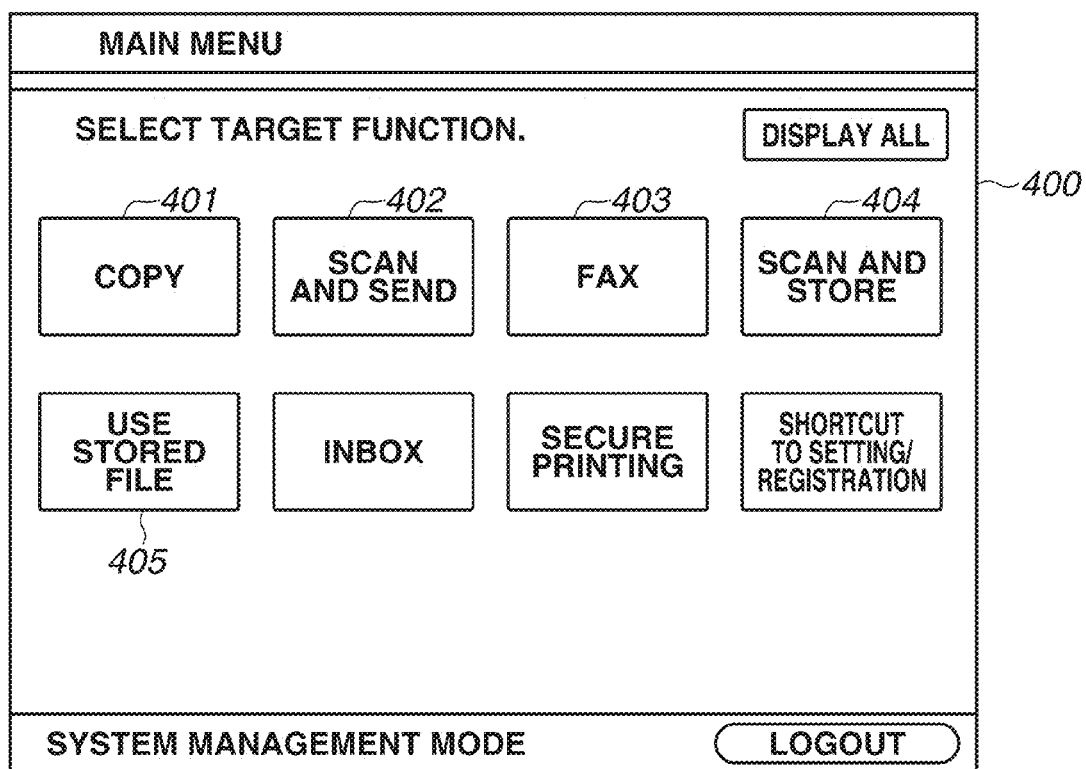 MAIN MENU
SELECT TARGET FUNCTION.
DISPLAY ALL
400
401
402
403
404
COPY
SCAN
AND SEND
FAX
SCAN AND
STORE
USE
STORED
FILE
INBOX
SECURE
PRINTING
SHORTCUT
TO SETTING/
REGISTRATION
405
SYSTEM MANAGEMENT MODE
LOGOUT